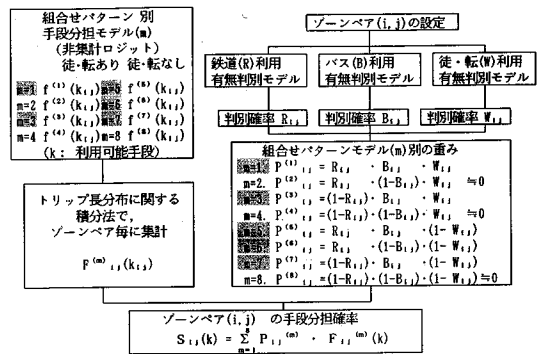 組合せパターン 別
手段分担モデル(m)
(非集計ロジット)
徒・転あり 徒・転なし
m=1 f⁽¹⁾(kᵢⱼ) m=5 f⁽⁵⁾(kᵢⱼ)
m=2 f⁽²⁾(kᵢⱼ) m=6 f⁽⁶⁾(kᵢⱼ)
m=3 f⁽³⁾(kᵢⱼ) m=7 f⁽⁷⁾(kᵢⱼ)
m=4 f⁽⁴⁾(kᵢⱼ) m=8 f⁽⁸⁾(kᵢⱼ)
(k: 利用可能手段)
トリップ長分布に関する
積分法で,
ゾーンペア毎に集計
F⁽ᵐ⁾ᵢⱼ(kᵢⱼ)
ゾーンペア(i,j)の設定
鉄道(R)利用
有無判別モデル
バス(B)利用
有無判別モデル
徒・転(W)利用
有無判別モデル
判別確率 Rᵢⱼ
判別確率 Bᵢⱼ
判別確率 Wᵢⱼ
組合せパターンモデル(m)別の重み
m=1. P⁽¹⁾ᵢⱼ = Rᵢⱼ ・ Bᵢⱼ ・ Wᵢⱼ
m=2. P⁽²⁾ᵢⱼ = Rᵢⱼ ・(1-Bᵢⱼ)・ Wᵢⱼ ≒0
m=3. P⁽³⁾ᵢⱼ =(1-Rᵢⱼ)・ Bᵢⱼ ・ Wᵢⱼ
m=4. P⁽⁴⁾ᵢⱼ =(1-Rᵢⱼ)・(1-Bᵢⱼ)・ Wᵢⱼ ≒0
m=5. P⁽⁵⁾ᵢⱼ = Rᵢⱼ ・ Bᵢⱼ ・(1- Wᵢⱼ)
m=6. P⁽⁶⁾ᵢⱼ = Rᵢⱼ ・(1-Bᵢⱼ)・(1- Wᵢⱼ)
m=7. P⁽⁷⁾ᵢⱼ =(1-Rᵢⱼ)・ Bᵢⱼ ・(1- Wᵢⱼ)
m=8. P⁽⁸⁾ᵢⱼ =(1-Rᵢⱼ)・(1-Bᵢⱼ)・(1- Wᵢⱼ)≒0
ゾーンペア(i,j) の手段分担確率
Sᵢⱼ(k) = Σ Pᵢⱼ⁽ᵐ⁾ ・ Fᵢⱼ⁽ᵐ⁾(k)
8
m=1